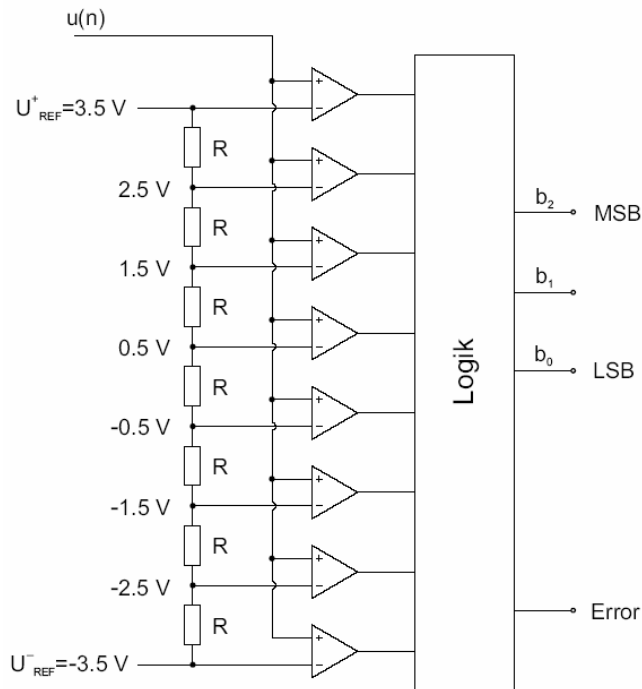 u(n)
U⁺REF=3.5 V
R
2.5 V
R
1.5 V
R
0.5 V
R
-0.5 V
R
-1.5 V
R
-2.5 V
R
U⁻REF=-3.5 V
+
−
+
−
+
−
+
−
+
−
+
−
+
−
+
−
Logik
b₂ MSB
b₁
b₀ LSB
Error